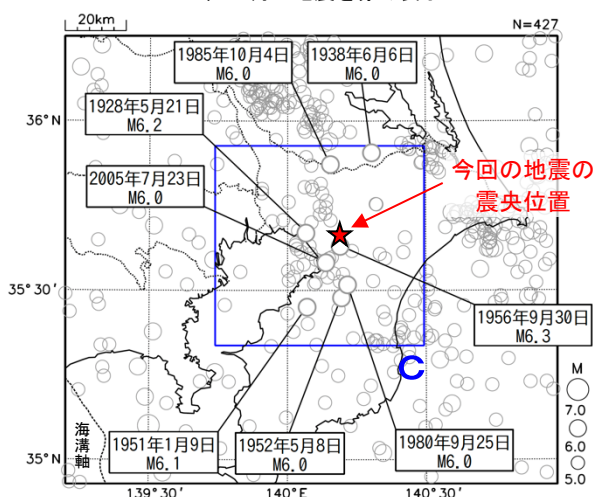 20km
N=427
1985年10月4日
M6.0
1938年6月6日
M6.0
1928年5月21日
M6.2
36°N
今回の地震の
震央位置
2005年7月23日
M6.0
35°30'
1956年9月30日
M6.3
C
M
7.0
6.0
5.0
海溝軸
1951年1月9日
M6.1
1952年5月8日
M6.0
1980年9月25日
M6.0
35°N
139°30'
140°E
140°30'